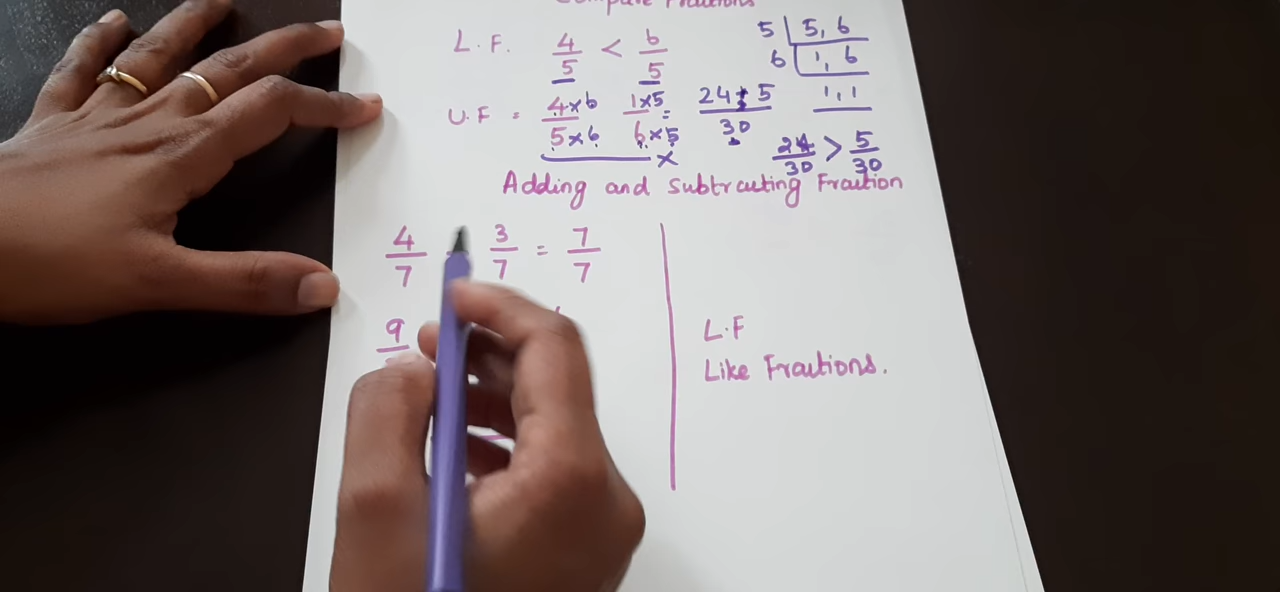 Compare Fractions
L.F. 4/5 < 6/5
5 | 5, 6
6 | 1, 6
1, 1
U.F = 4×6/5×6 1×5/6×5 = 24 5/30
×
24/30 > 5/30
Adding and Subtracting Fraction
4/7 3/7 = 7/7
9
L.F
Like Fractions.